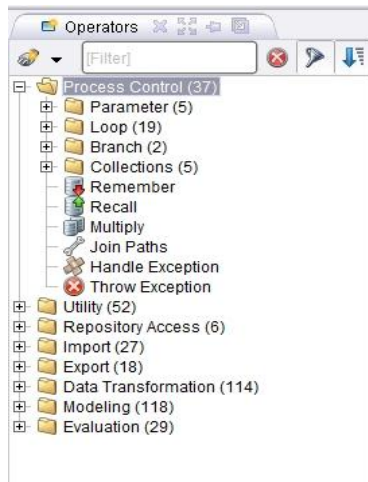 Operators
[Filter]
Process Control (37)
Parameter (5)
Loop (19)
Branch (2)
Collections (5)
Remember
Recall
Multiply
Join Paths
Handle Exception
Throw Exception
Utility (52)
Repository Access (6)
Import (27)
Export (18)
Data Transformation (114)
Modeling (118)
Evaluation (29)